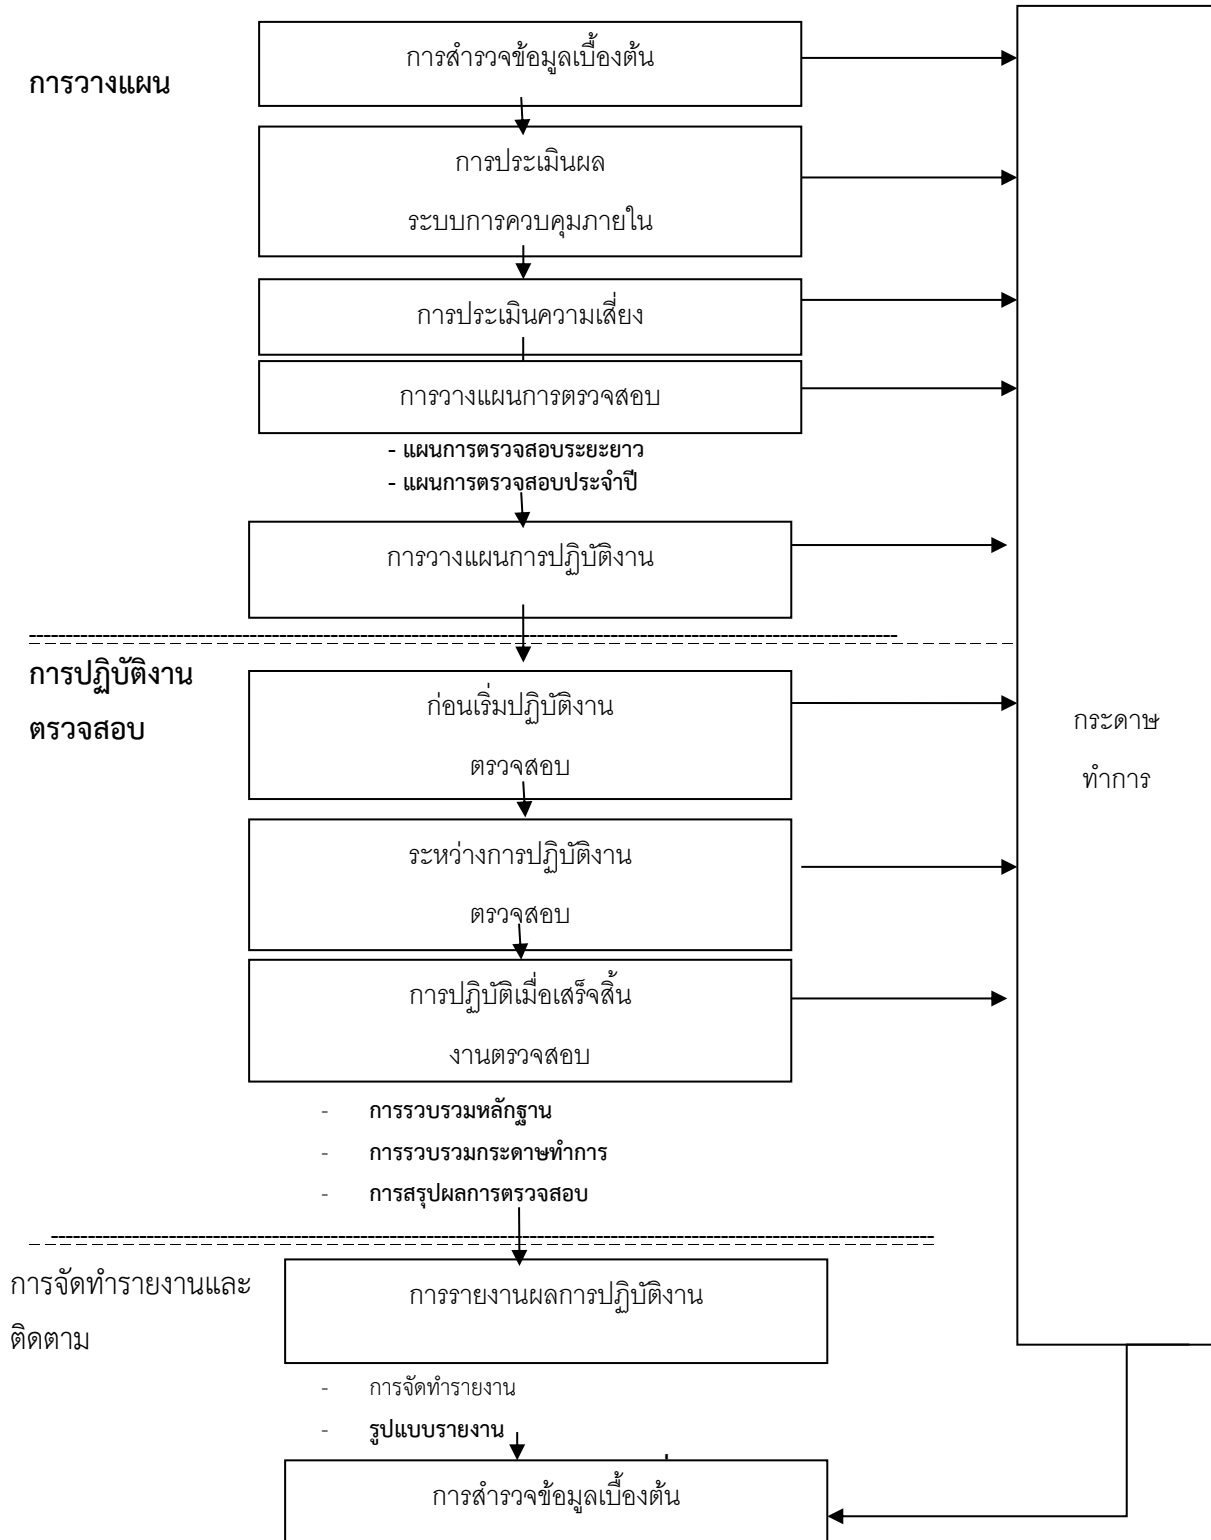 การวางแผน
การสำรวจข้อมูลเบื้องต้น
การประเมินผล
ระบบการควบคุมภายใน
การประเมินความเสี่ยง
การวางแผนการตรวจสอบ
- แผนการตรวจสอบระยะยาว
- แผนการตรวจสอบประจำปี
การวางแผนการปฏิบัติงาน
การปฏิบัติงาน
ตรวจสอบ
ก่อนเริ่มปฏิบัติงาน
ตรวจสอบ
ระหว่างการปฏิบัติงาน
ตรวจสอบ
การปฏิบัติเมื่อเสร็จสิ้น
งานตรวจสอบ
- การรวบรวมหลักฐาน
- การรวบรวมกระดาษทำการ
- การสรุปผลการตรวจสอบ
กระดาษ
ทำการ
การจัดทำรายงานและ
ติดตาม
การรายงานผลการปฏิบัติงาน
- การจัดทำรายงาน
- รูปแบบรายงาน
การสำรวจข้อมูลเบื้องต้น